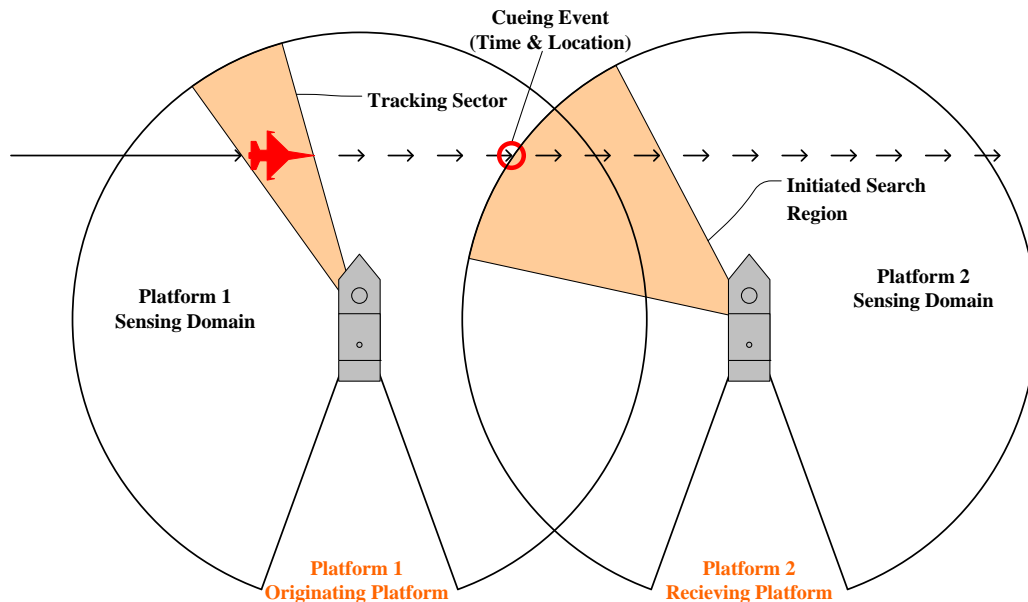 Cueing Event
(Time & Location)
Tracking Sector
Initiated Search
Region
Platform 1
Sensing Domain
Platform 2
Sensing Domain
Platform 1
Originating Platform
Platform 2
Recieving Platform